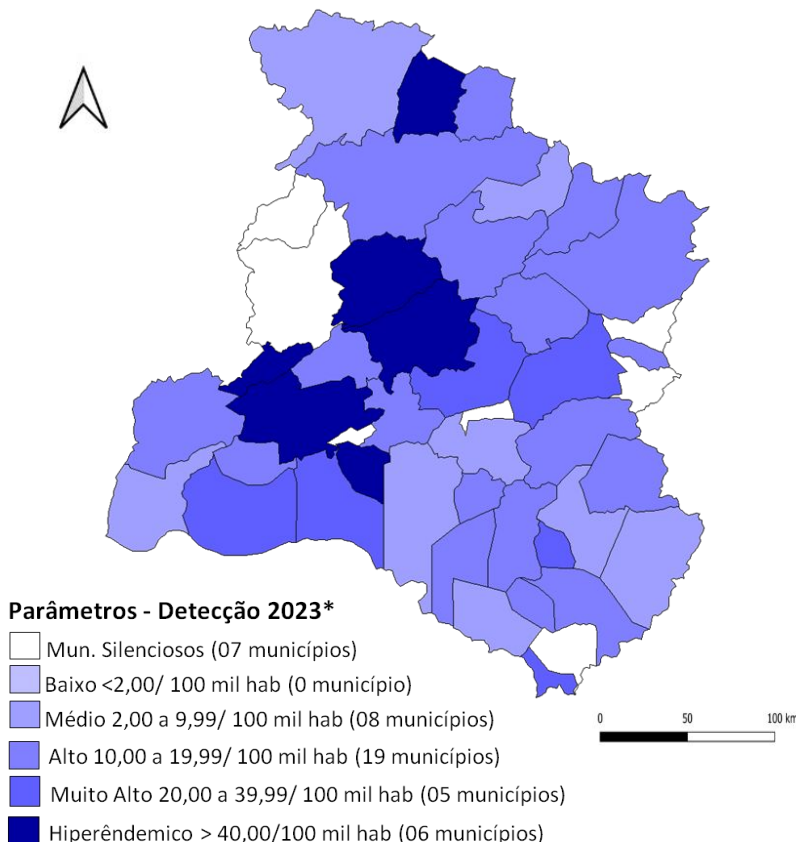 Parâmetros - Detecção 2023*
Mun. Silenciosos (07 municípios)
Baixo <2,00/ 100 mil hab (0 município)
Médio 2,00 a 9,99/ 100 mil hab (08 municípios)
Alto 10,00 a 19,99/ 100 mil hab (19 municípios)
Muito Alto 20,00 a 39,99/ 100 mil hab (05 municípios)
Hiperêndemico > 40,00/100 mil hab (06 municípios)
0 50 100 km